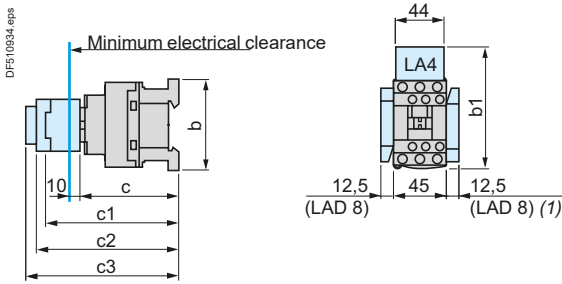 DF510934.eps
Minimum electrical clearance
b
10
c
c1
c2
c3
44
LA4
b1
12,5
45
12,5
(LAD 8)
(LAD 8) (1)